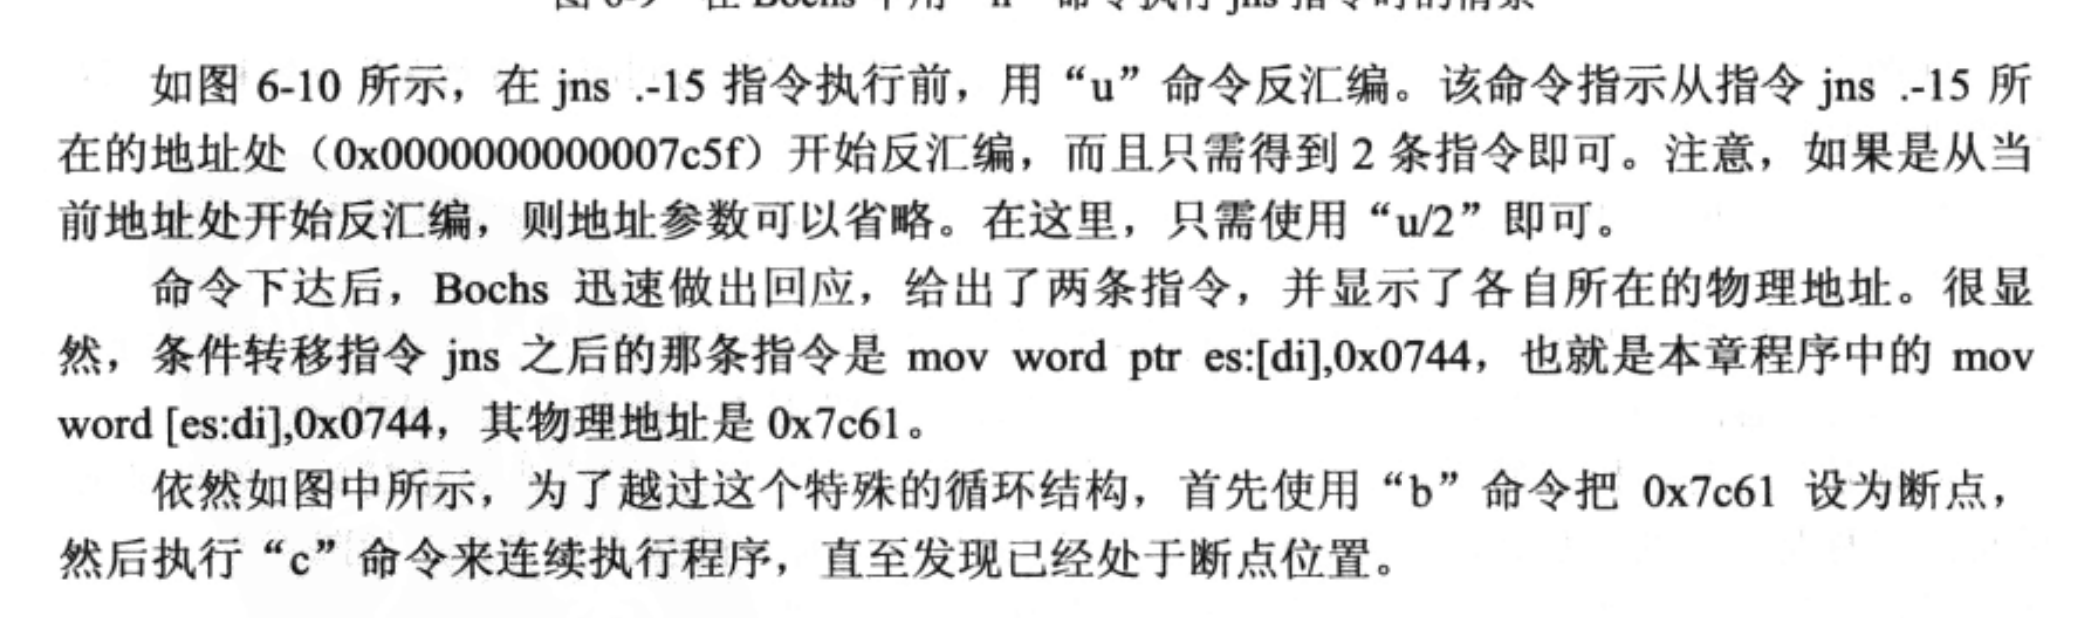 如图 6-10 所示，在 jns .-15 指令执行前，用“u”命令反汇编。该命令指示从指令 jns .-15 所
在的地址处（0x0000000000007c5f）开始反汇编，而且只需得到 2 条指令即可。注意，如果是从当
前地址处开始反汇编，则地址参数可以省略。在这里，只需使用“u/2”即可。
命令下达后，Bochs 迅速做出回应，给出了两条指令，并显示了各自所在的物理地址。很显
然，条件转移指令 jns 之后的那条指令是 mov word ptr es:[di],0x0744，也就是本章程序中的 mov
word [es:di],0x0744，其物理地址是 0x7c61。
依然如图中所示，为了越过这个特殊的循环结构，首先使用“b”命令把 0x7c61 设为断点，
然后执行“c”命令来连续执行程序，直至发现已经处于断点位置。